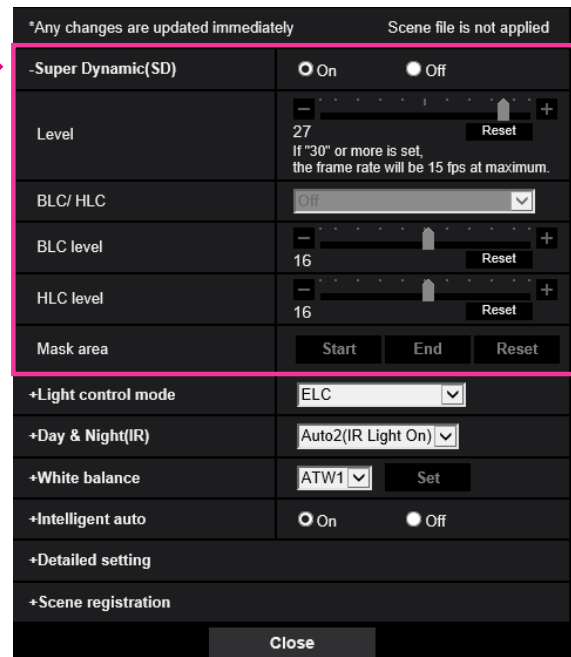 *Any changes are updated immediately Scene file is not applied
-Super Dynamic(SD) On Off
Level
27 Reset
If "30" or more is set,
the frame rate will be 15 fps at maximum.
BLC/ HLC Off
BLC level
16 Reset
HLC level
16 Reset
Mask area Start End Reset
+Light control mode ELC
+Day & Night(IR) Auto2(IR Light On)
+White balance ATW1 Set
+Intelligent auto On Off
+Detailed setting
+Scene registration
Close